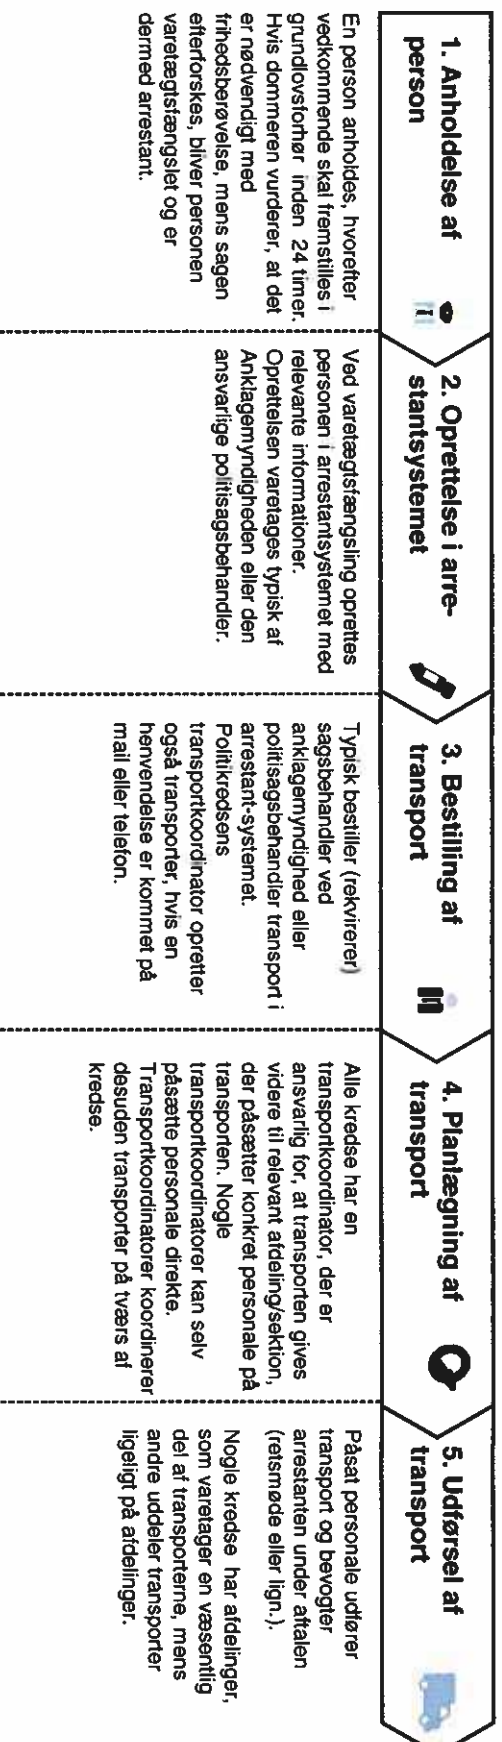 1. Anholdelse af
person
En person anholdes, hvorefter
vedkommende skal fremstilles i
grundlovsforhør inden 24 timer.
Hvis dommeren vurderer, at det
er nødvendigt med
frihedsberøvelse, mens sagen
efterforskes, bliver personen
varetægtsfængslet og er
dermed arrestant.
2. Oprettelse i arre-
stantsystemet
Ved varetægtsfængsling oprettes
personen i arrestantsystemet med
relevante informationer.
Oprettelsen varetages typisk af
Anklagemyndigheden eller den
ansvarlige politisagsbehandler.
3. Bestilling af
transport
Typisk bestiller (rekvirerer)
sagsbehandler ved
anklagemyndighed eller
politisagsbehandler transport i
arrestant-systemet.
Politikredsens
transportkoordinator opretter
også transporter, hvis en
henvendelse er kommet på
mail eller telefon.
4. Planlægning af
transport
Alle kredse har en
transportkoordinator, der er
ansvarlig for, at transporten gives
videre til relevant afdeling/sektion,
der påsætter konkret personale på
transporten. Nogle
transportkoordinatorer kan selv
påsætte personale direkte.
Transportkoordinatorer koordinerer
desuden transporter på tværs af
kredse.
5. Udførsel af
transport
Påsat personale udfører
transport og bevogter
arrestanten under aftalen
(retsmøde eller lign.).
Nogle kredse har afdelinger,
som varetager en væsentlig
del af transporterne, mens
andre uddeler transporter
ligeligt på afdelinger.